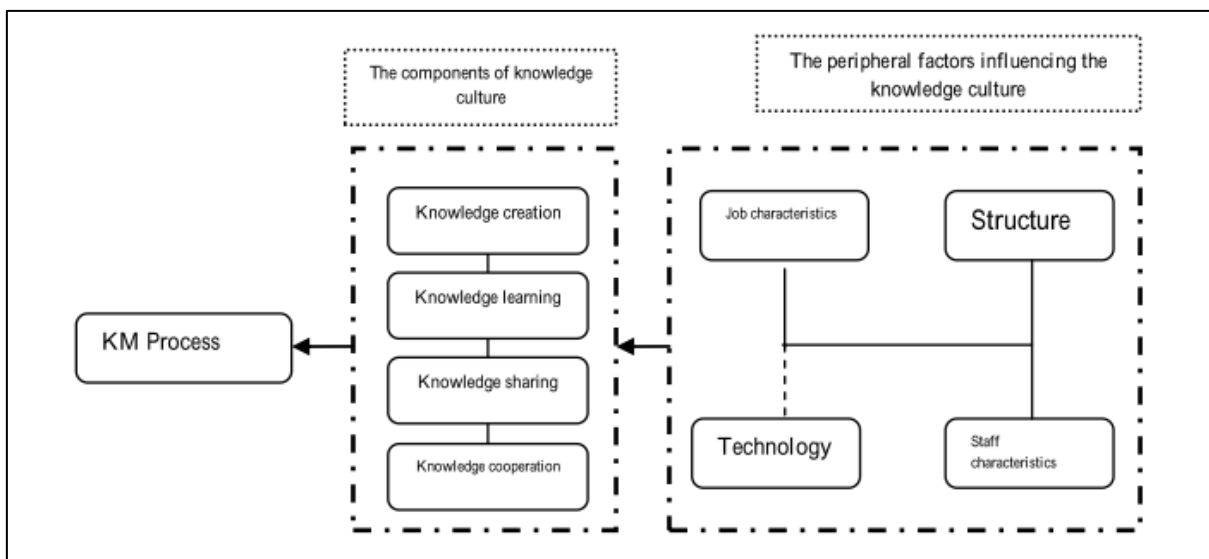 The components of knowledge
culture
The peripheral factors influencing the
knowledge culture
Knowledge creation
Knowledge learning
Knowledge sharing
Knowledge cooperation
KM Process
Job characteristics
Structure
Technology
Staff
characteristics